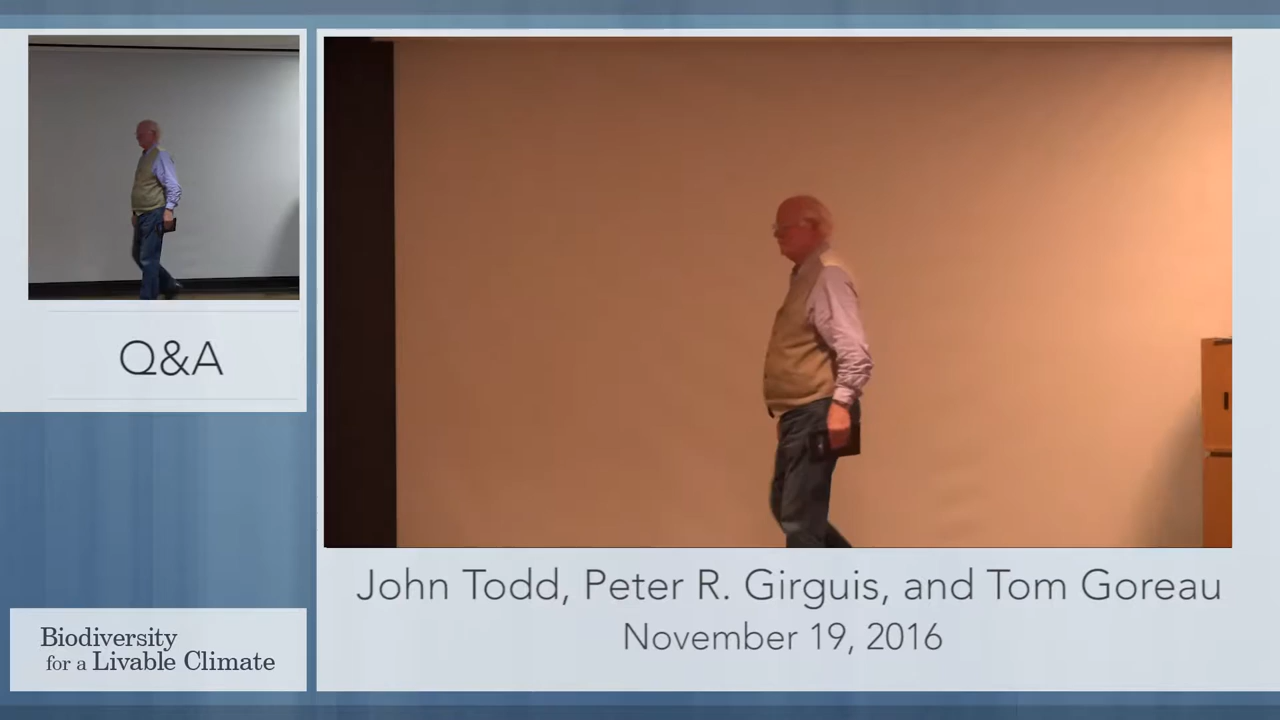 Q&A
John Todd, Peter R. Girguis, and Tom Goreau
November 19, 2016
Biodiversity
for a Livable Climate